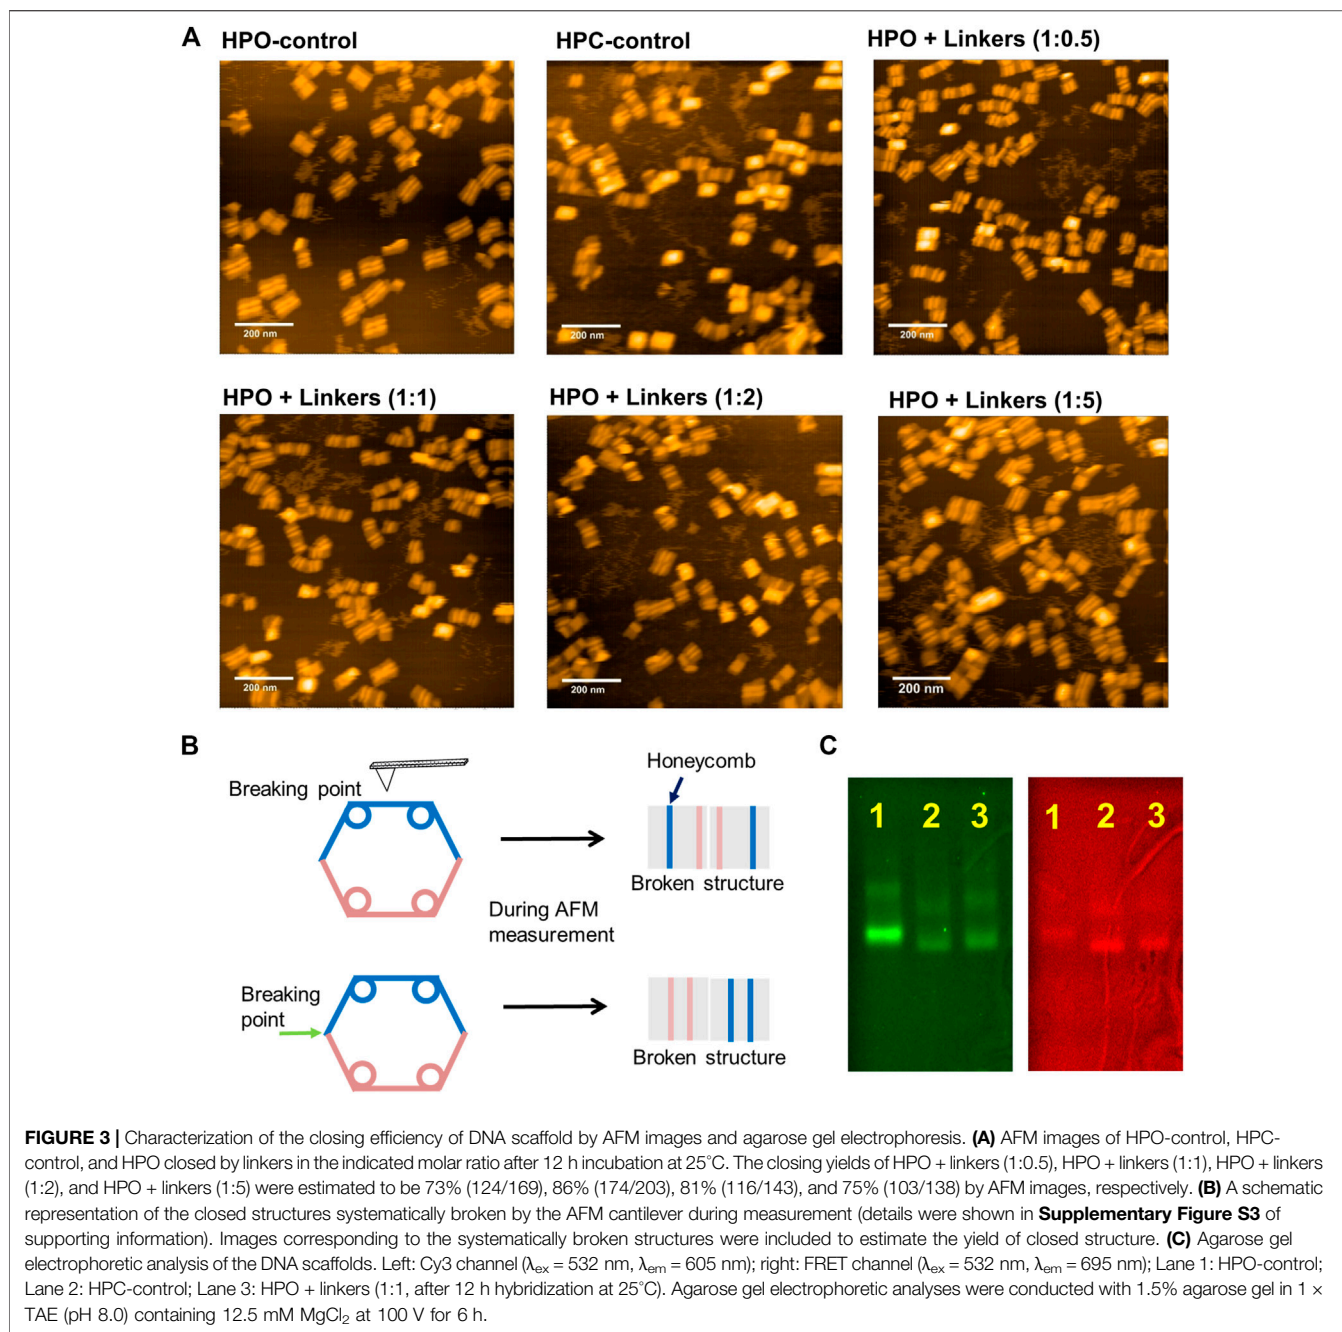 A
HPO-control
HPC-control
HPO + Linkers (1:0.5)
200 nm
200 nm
200 nm
HPO + Linkers (1:1)
HPO + Linkers (1:2)
HPO + Linkers (1:5)
200 nm
200 nm
200 nm
B
Breaking point
During AFM
measurement
Honeycomb
Broken structure
Breaking
point
Broken structure
C
1 2 3
1 2 3
FIGURE 3 | Characterization of the closing efficiency of DNA scaffold by AFM images and agarose gel electrophoresis. (A) AFM images of HPO-control, HPC-
control, and HPO closed by linkers in the indicated molar ratio after 12 h incubation at 25°C. The closing yields of HPO + linkers (1:0.5), HPO + linkers (1:1), HPO + linkers
(1:2), and HPO + linkers (1:5) were estimated to be 73% (124/169), 86% (174/203), 81% (116/143), and 75% (103/138) by AFM images, respectively. (B) A schematic
representation of the closed structures systematically broken by the AFM cantilever during measurement (details were shown in Supplementary Figure S3 of
supporting information). Images corresponding to the systematically broken structures were included to estimate the yield of closed structure. (C) Agarose gel
electrophoretic analysis of the DNA scaffolds. Left: Cy3 channel (λex = 532 nm, λem = 605 nm); right: FRET channel (λex = 532 nm, λem = 695 nm); Lane 1: HPO-control;
Lane 2: HPC-control; Lane 3: HPO + linkers (1:1, after 12 h hybridization at 25°C). Agarose gel electrophoretic analyses were conducted with 1.5% agarose gel in 1 ×
TAE (pH 8.0) containing 12.5 mM MgCl2 at 100 V for 6 h.